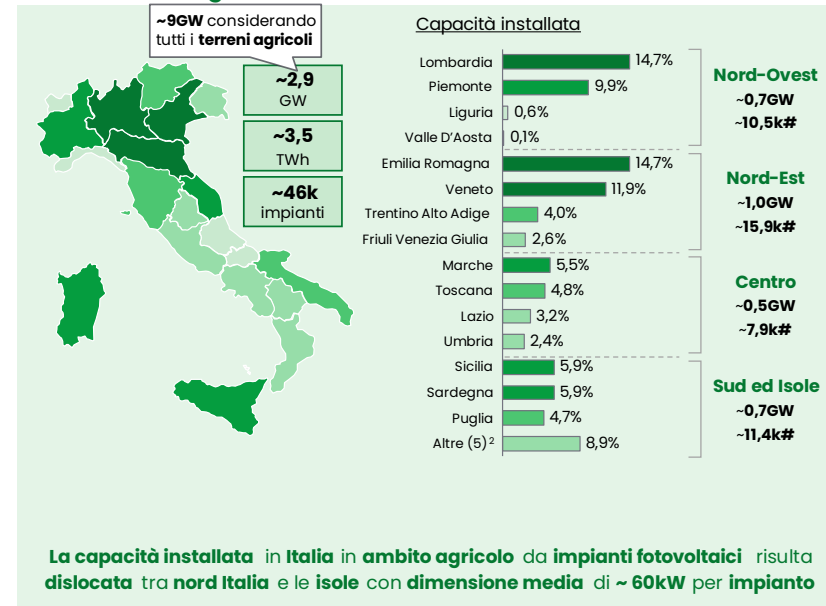 ~9GW considerando
tutti i terreni agricoli
~2,9
GW
~3,5
TWh
~46k
impianti
Capacità installata
Lombardia 14,7%
Piemonte 9,9%
Liguria 0,6%
Valle D'Aosta 0,1%
Nord-Ovest
~0,7GW
~10,5k#
Emilia Romagna 14,7%
Veneto 11,9%
Trentino Alto Adige 4,0%
Friuli Venezia Giulia 2,6%
Nord-Est
~1,0GW
~15,9k#
Marche 5,5%
Toscana 4,8%
Lazio 3,2%
Umbria 2,4%
Centro
~0,5GW
~7,9k#
Sicilia 5,9%
Sardegna 5,9%
Puglia 4,7%
Altre (5)² 8,9%
Sud ed Isole
~0,7GW
~11,4k#
La capacità installata in Italia in ambito agricolo da impianti fotovoltaici risulta
dislocata tra nord Italia e le isole con dimensione media di ~ 60kW per impianto